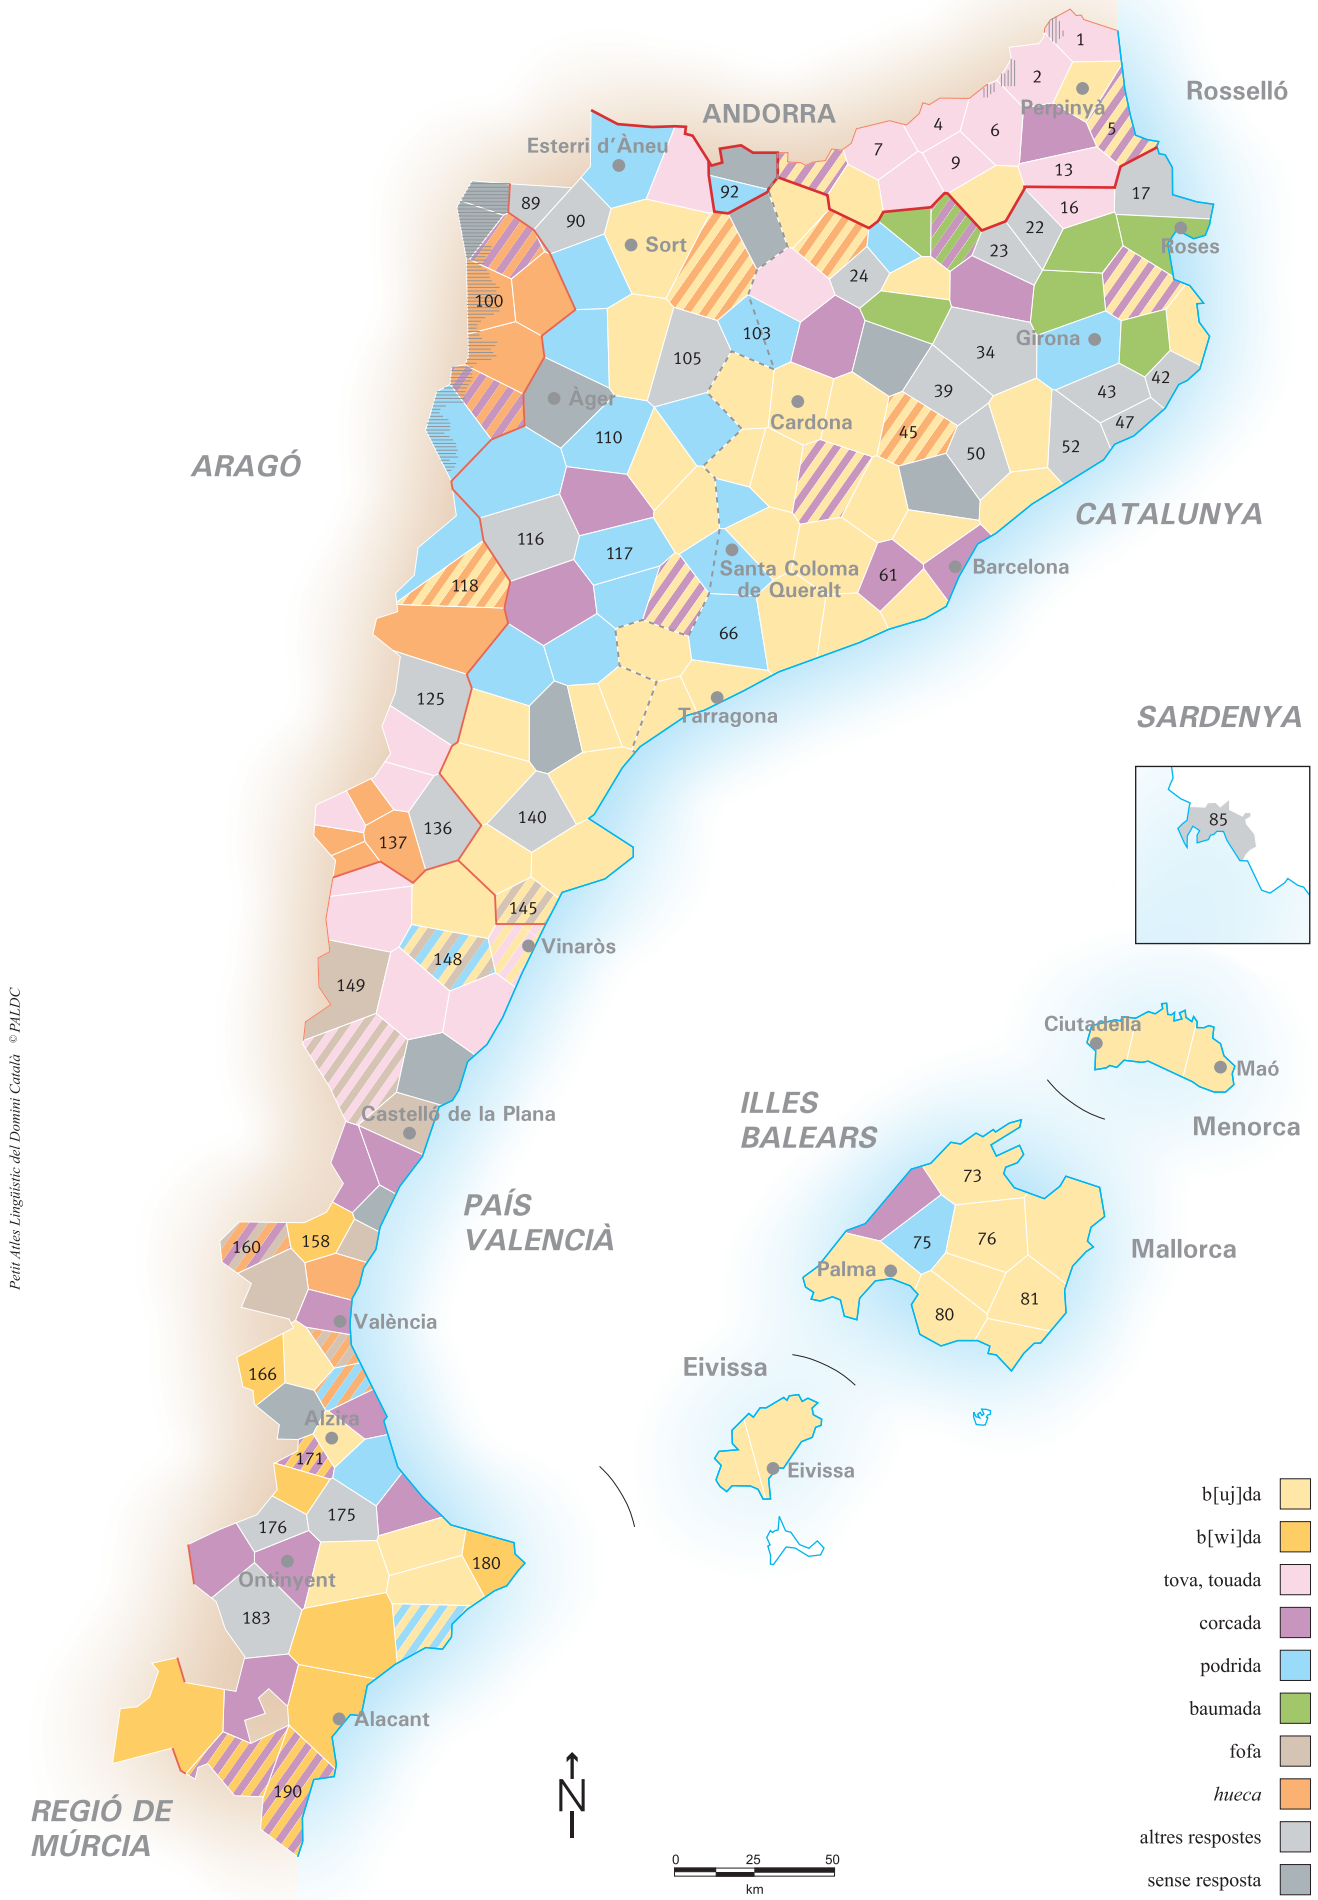 1
Rosselló
2
ANDORRA
Perpinyà
4
6
5
Esterri d’Àneu
7
9
13
92
17
89
16
90
22
Sort
Roses
23
24
100
103
Girona
34
105
42
39
43
Àger
Cardona
47
110
45
52
50
ARAGÓ
CATALUNYA
116
117
Santa Coloma
de Queralt
61
Barcelona
118
66
125
Tarragona
SARDENYA
85
140
136
137
145
Vinaròs
148
149
Petit Atles Lingüístic del Domini Català © PALDC
Ciutadella
Maó
Menorca
ILLES
BALEARS
Castelló de la Plana
PAÍS
VALENCIÀ
73
75
76
Mallorca
Palma
81
80
158
160
València
Eivissa
166
Alzira
171
Eivissa
175
176
180
Ontinyent
183
Alacant
190
REGIÓ DE
MÚRCIA
N
0 25 50
km
b[uj]da
b[wi]da
tova, touada
corcada
podrida
baumada
fofa
hueca
altres respostes
sense resposta